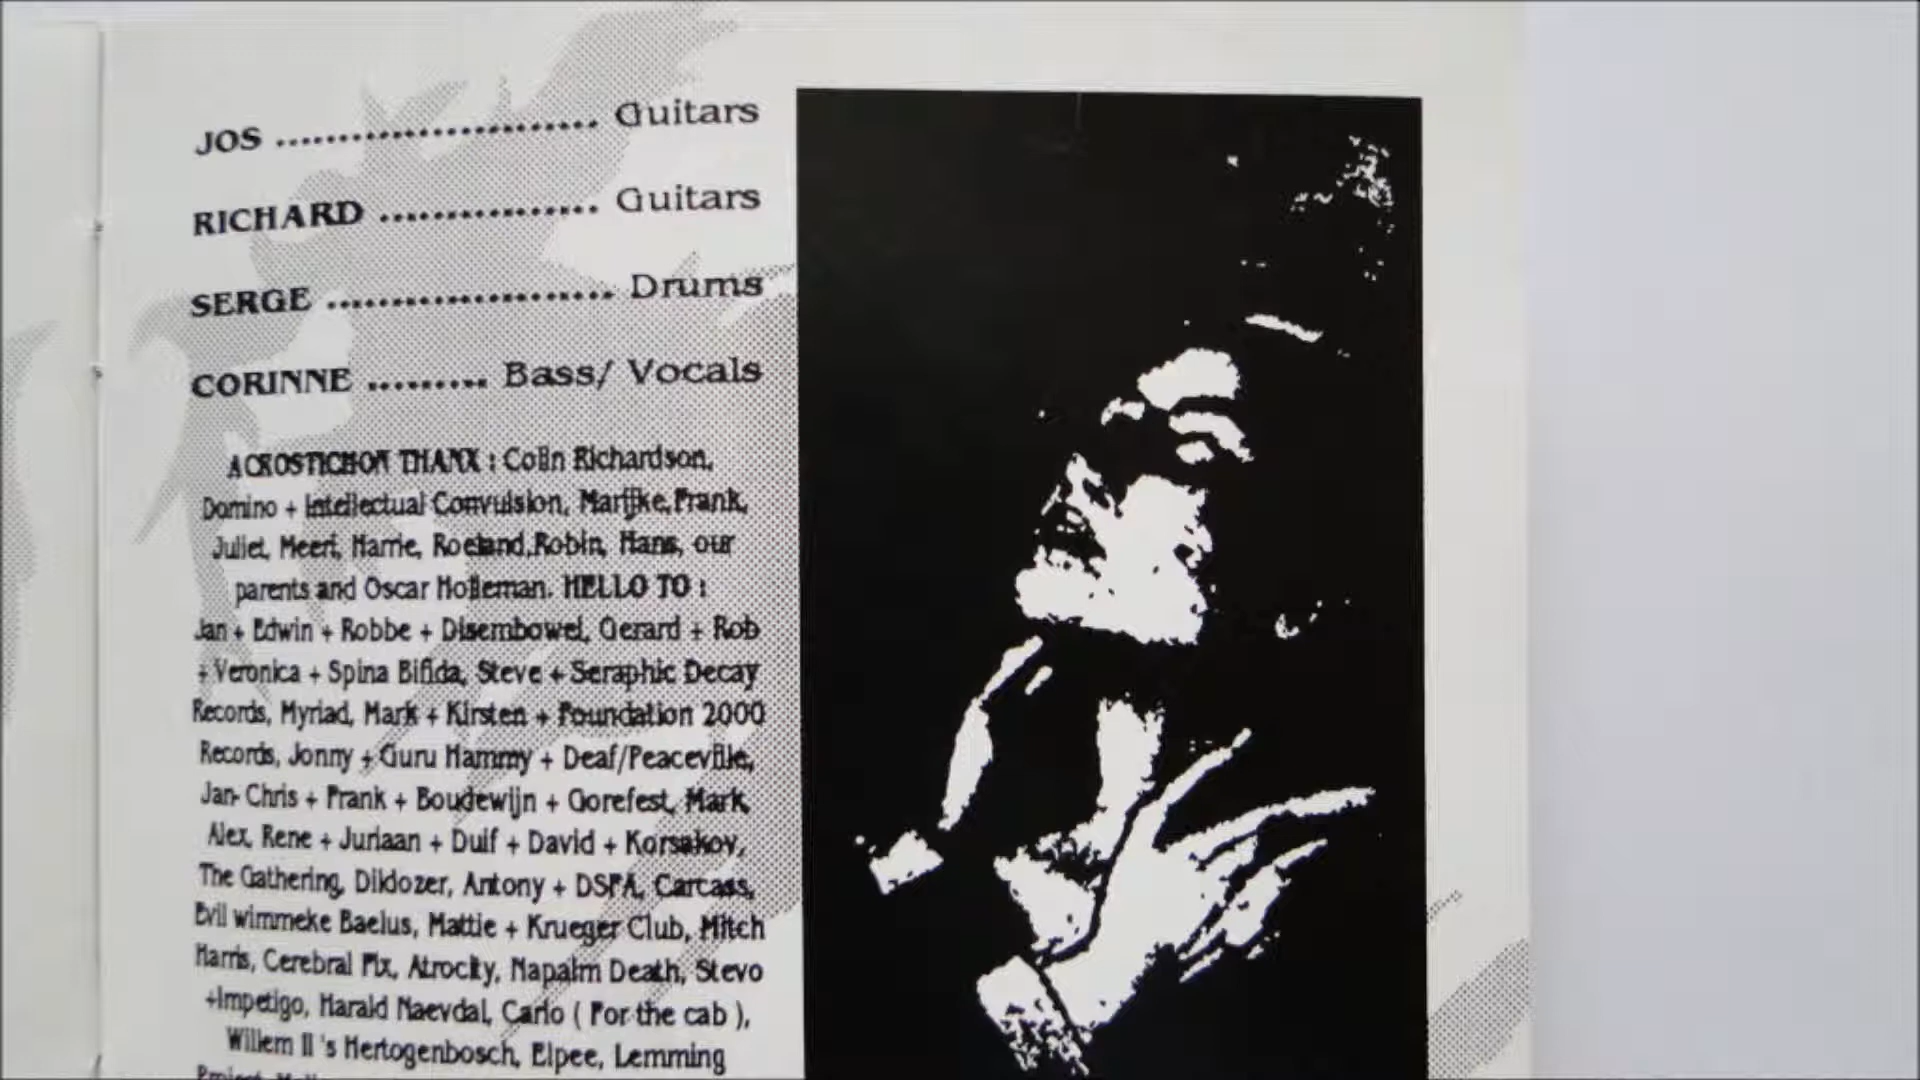 JOS .......................... Guitars
RICHARD ................. Guitars
SERGE ....................... Drums
CORINNE .......... Bass/ Vocals
ACROSTICHON THANX : Colin Richardson,
Domino + Intellectual Convulsion, Marijke,Frank,
Juliet, Meert, Harrie, Roeland,Robin, Hans, our
parents and Oscar Holleman. HELLO TO :
Jan + Edwin + Robbe + Disembowel, Gerard + Rob
+ Veronica + Spina Bifida, Steve + Seraphic Decay
Records, Myriad, Mark + Kirsten + Foundation 2000
Records, Jonny + Guru Hammy + Deaf/Peaceville,
Jan-Chris + Frank + Boudewijn + Gorefest, Mark,
Alex, Rene + Juriaan + Duif + David + Korsakov,
The Gathering, Dildozer, Antony + DSFA, Carcass,
Evil wimmeke Baelus, Mattie + Krueger Club, Mitch
Harris, Cerebral Fix, Atrocity, Napalm Death, Stevo
+Impetigo, Harald Naevdal, Carlo ( For the cab ),
Willem II 's Hertogenbosch, Elpee, Lemming